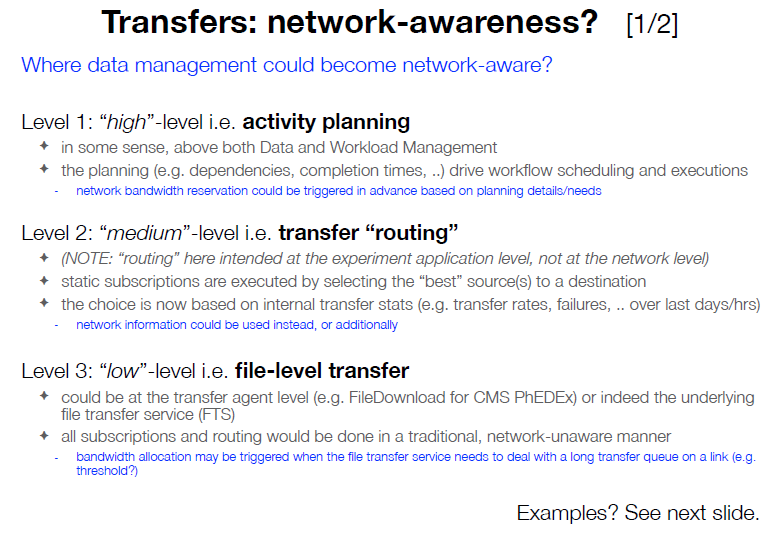 Transfers: network-awareness? [1/2]
Where data management could become network-aware?
Level 1: “high”-level i.e. activity planning
✦ in some sense, above both Data and Workload Management
✦ the planning (e.g. dependencies, completion times, ..) drive workflow scheduling and executions
- network bandwidth reservation could be triggered in advance based on planning details/needs
Level 2: “medium”-level i.e. transfer “routing”
✦ (NOTE: “routing” here intended at the experiment application level, not at the network level)
✦ static subscriptions are executed by selecting the “best” source(s) to a destination
✦ the choice is now based on internal transfer stats (e.g. transfer rates, failures, .. over last days/hrs)
- network information could be used instead, or additionally
Level 3: “low”-level i.e. file-level transfer
✦ could be at the transfer agent level (e.g. FileDownload for CMS PhEDEx) or indeed the underlying
file transfer service (FTS)
✦ all subscriptions and routing would be done in a traditional, network-unaware manner
- bandwidth allocation may be triggered when the file transfer service needs to deal with a long transfer queue on a link (e.g.
threshold?)
Examples? See next slide.